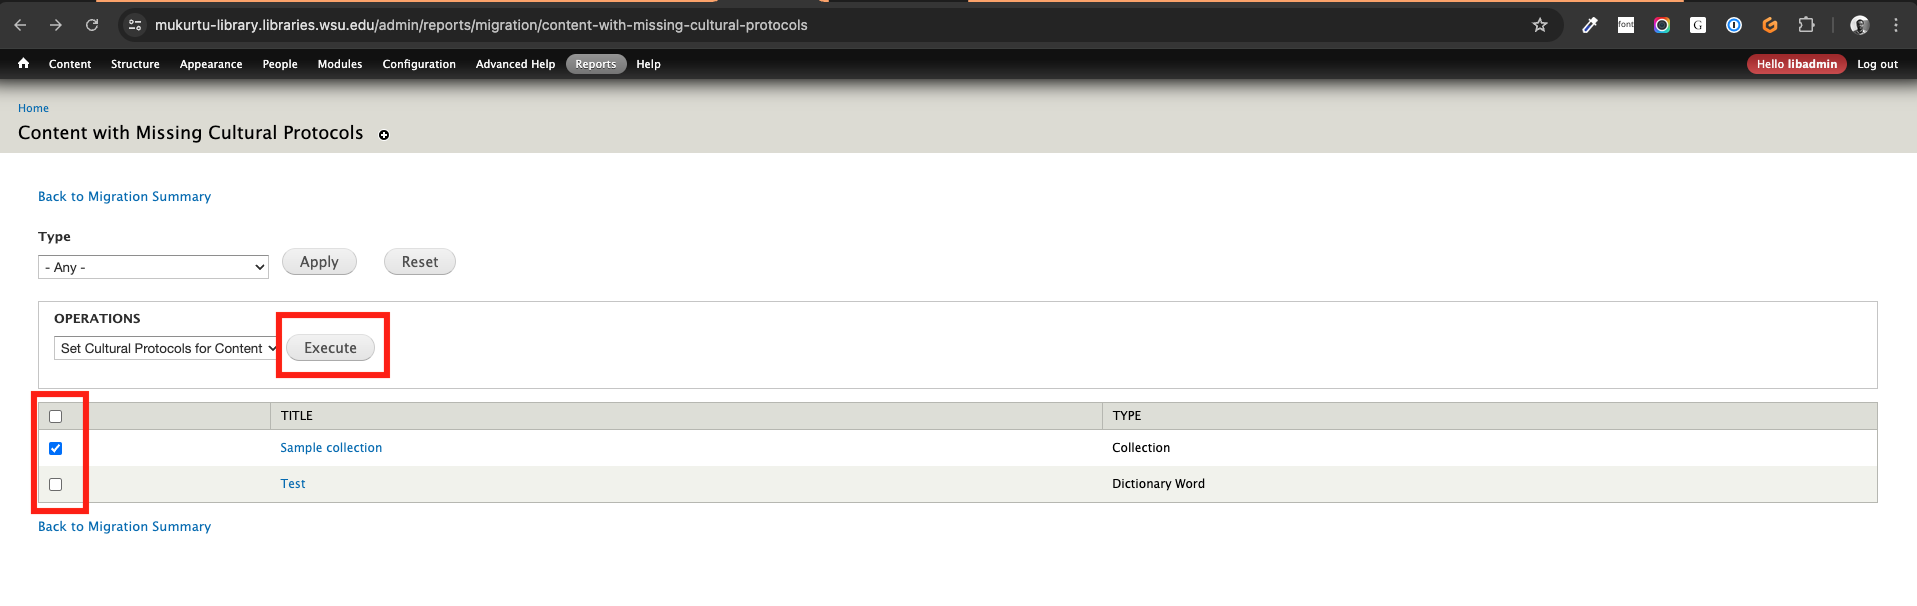 mukurtu-library.libraries.wsu.edu/admin/reports/migration/content-with-missing-cultural-protocols
font
G
Content Structure Appearance People Modules Configuration Advanced Help Reports Help Hello libadmin Log out
Home
Content with Missing Cultural Protocols
Back to Migration Summary
Type
- Any - Apply Reset
OPERATIONS
Set Cultural Protocols for Content Execute
TITLE TYPE
Sample collection Collection
Test Dictionary Word
Back to Migration Summary